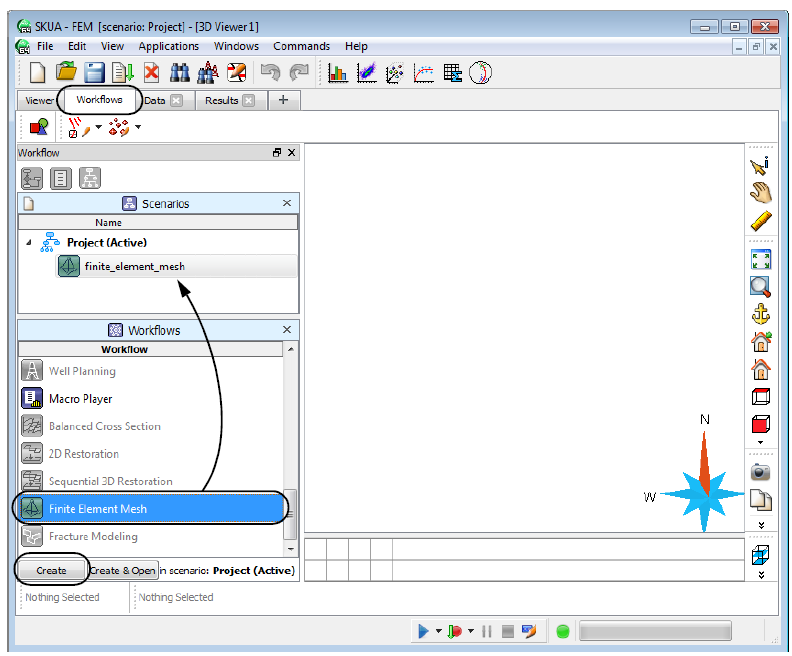 SKUA - FEM [scenario: Project] - [3D Viewer1]
File Edit View Applications Windows Commands Help
Viewer Workflows Data Results +
Workflow
Scenarios
Name
Project (Active)
finite_element_mesh
Workflows
Workflow
Well Planning
Macro Player
Balanced Cross Section
2D Restoration
Sequential 3D Restoration
Finite Element Mesh
Fracture Modeling
Create Create & Open in scenario: Project (Active)
Nothing Selected Nothing Selected
N
W